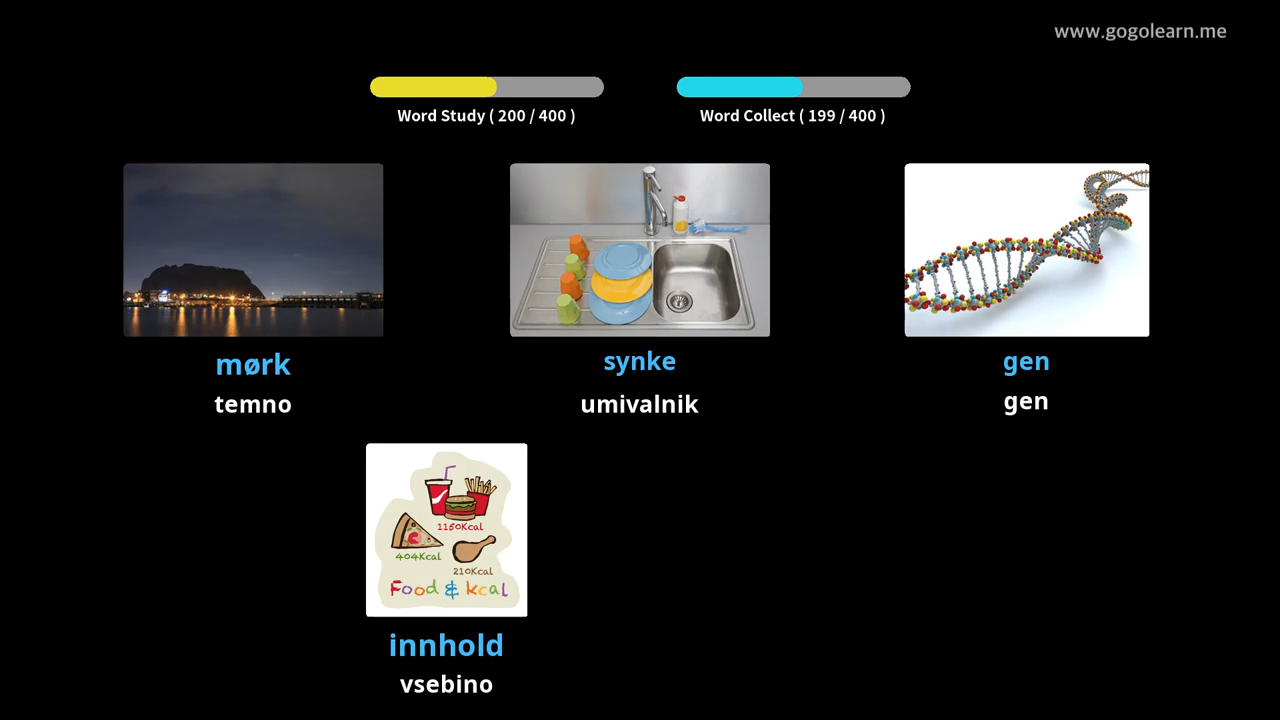 www.gogolearn.me
Word Study ( 200 / 400 )
Word Collect ( 199 / 400 )
mørk
temno
synke
umivalnik
gen
gen
1150Kcal
404Kcal
210Kcal
Food & kcal
innhold
vsebino